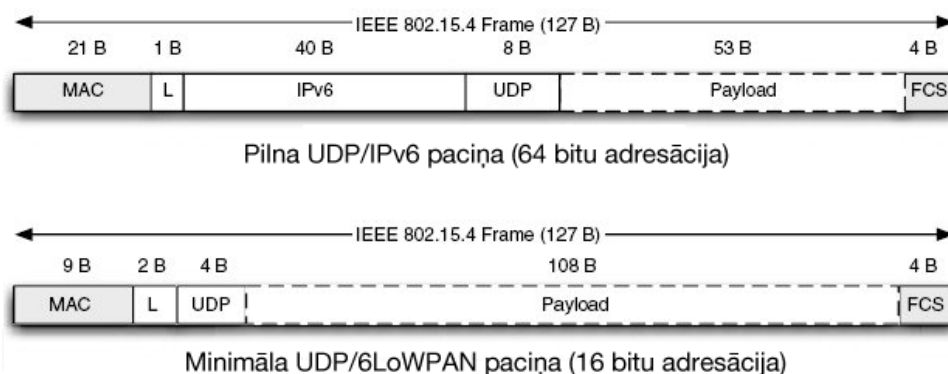 IEEE 802.15.4 Frame (127 B)
21 B 1 B 40 B 8 B 53 B 4 B
MAC L IPv6 UDP Payload FCS
Pilna UDP/IPv6 paciņa (64 bitu adresācija)
IEEE 802.15.4 Frame (127 B)
9 B 2 B 4 B 108 B 4 B
MAC L UDP Payload FCS
Minimāla UDP/6LoWPAN paciņa (16 bitu adresācija)